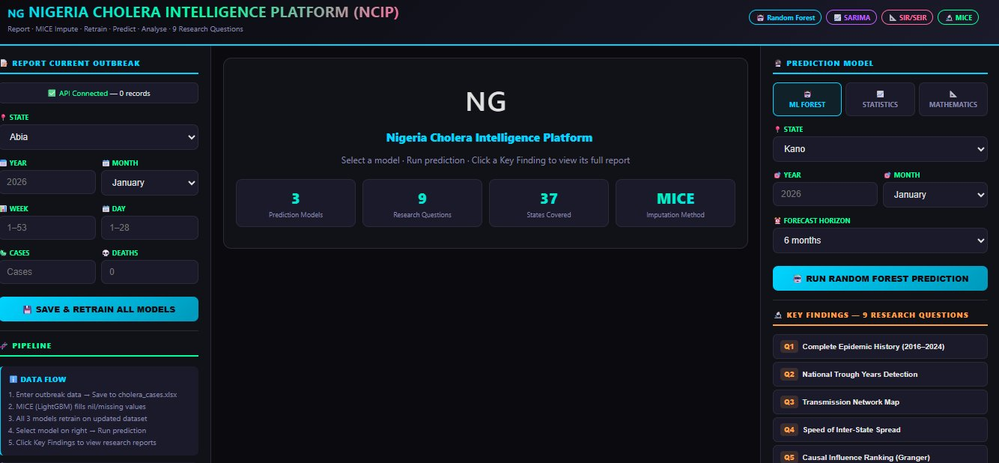 NG NIGERIA CHOLERA INTELLIGENCE PLATFORM (NCIP)
Report · MICE Impute · Retrain · Predict · Analyse · 9 Research Questions
Random Forest
SARIMA
SIR/SEIR
MICE
REPORT CURRENT OUTBREAK
API Connected — 0 records
STATE
Abia
YEAR
MONTH
2026
January
WEEK
DAY
1–53
1–28
CASES
DEATHS
Cases
0
SAVE & RETRAIN ALL MODELS
PIPELINE
DATA FLOW
1. Enter outbreak data → Save to cholera_cases.xlsx
2. MICE (LightGBM) fills nil/missing values
3. All 3 models retrain on updated dataset
4. Select model on right → Run prediction
5. Click Key Findings to view research reports
NG
Nigeria Cholera Intelligence Platform
Select a model · Run prediction · Click a Key Finding to view its full report
3
Prediction Models
9
Research Questions
37
States Covered
MICE
Imputation Method
PREDICTION MODEL
ML FOREST
STATISTICS
MATHEMATICS
STATE
Kano
YEAR
MONTH
2026
January
FORECAST HORIZON
6 months
RUN RANDOM FOREST PREDICTION
KEY FINDINGS — 9 RESEARCH QUESTIONS
Q1 Complete Epidemic History (2016–2024)
Q2 National Trough Years Detection
Q3 Transmission Network Map
Q4 Speed of Inter-State Spread
Q5 Causal Influence Ranking (Granger)